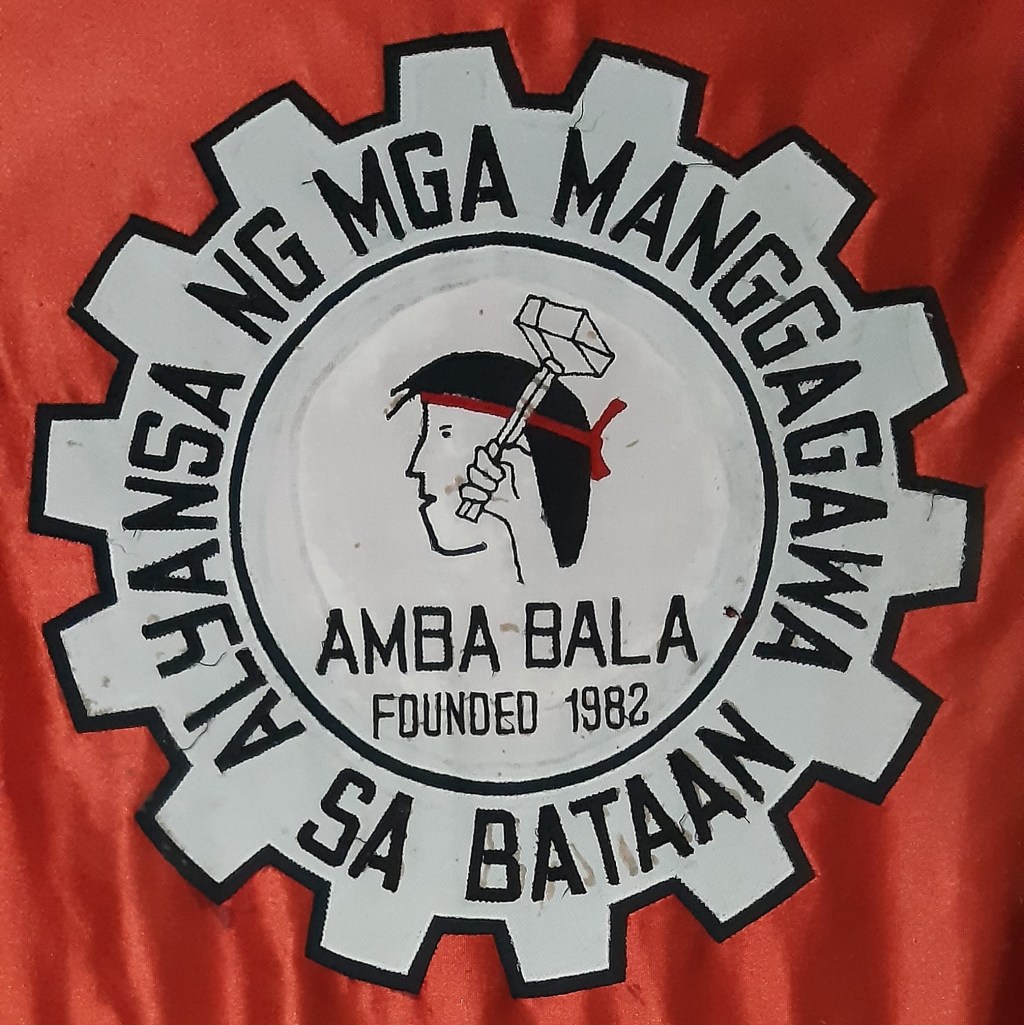 ALYANSA NG MGA MANGGAGAWA
SA BATAAN
AMBA BALA
FOUNDED 1982